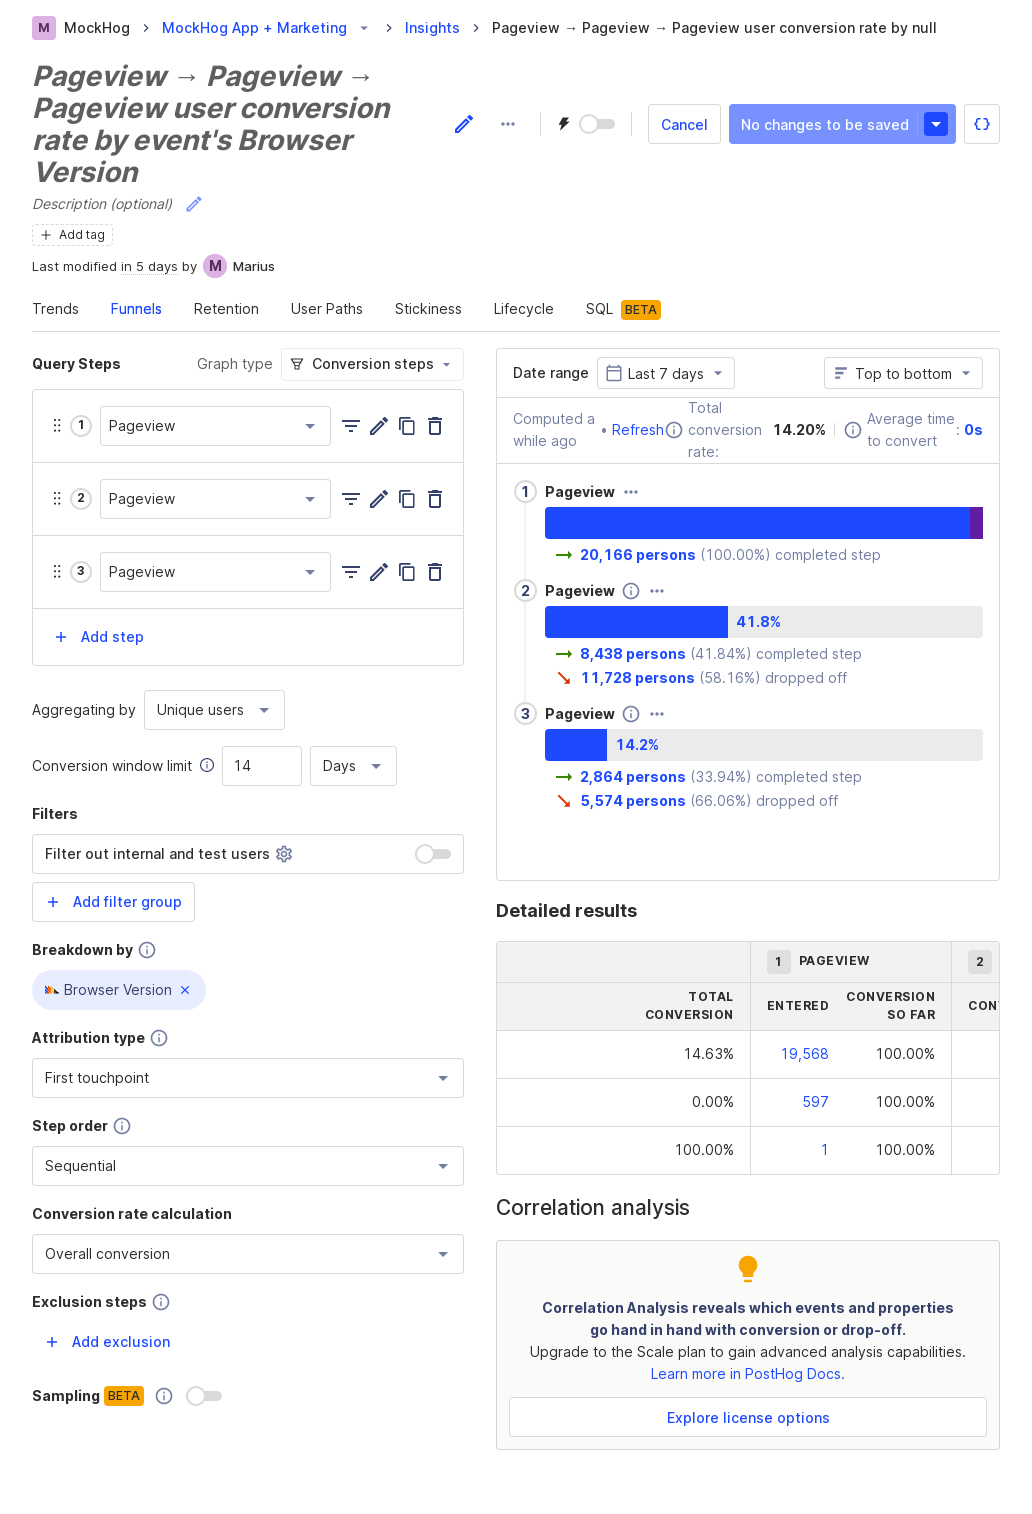 M MockHog > MockHog App + Marketing > Insights > Pageview → Pageview → Pageview user conversion rate by null
Pageview → Pageview →
Pageview user conversion
rate by event's Browser
Version
Cancel
No changes to be saved
Description (optional)
+ Add tag
Last modified in 5 days by M Marius
Trends Funnels Retention User Paths Stickiness Lifecycle SQL BETA
Query Steps Graph type Conversion steps
1 Pageview
2 Pageview
3 Pageview
+ Add step
Aggregating by Unique users
Conversion window limit 14 Days
Filters
Filter out internal and test users
+ Add filter group
Breakdown by
Browser Version
Attribution type
First touchpoint
Step order
Sequential
Conversion rate calculation
Overall conversion
Exclusion steps
+ Add exclusion
Sampling BETA
Date range Last 7 days Top to bottom
Computed a
while ago
• Refresh
Total
conversion
rate:
14.20%
Average time
to convert
: 0s
1 Pageview
20,166 persons (100.00%) completed step
2 Pageview
41.8%
8,438 persons (41.84%) completed step
11,728 persons (58.16%) dropped off
3 Pageview
14.2%
2,864 persons (33.94%) completed step
5,574 persons (66.06%) dropped off
Detailed results
1 PAGEVIEW 2
TOTAL
CONVERSION
ENTERED
CONVERSION
SO FAR
14.63% 19,568 100.00%
0.00% 597 100.00%
100.00% 1 100.00%
Correlation analysis
Correlation Analysis reveals which events and properties
go hand in hand with conversion or drop-off.
Upgrade to the Scale plan to gain advanced analysis capabilities.
Learn more in PostHog Docs.
Explore license options